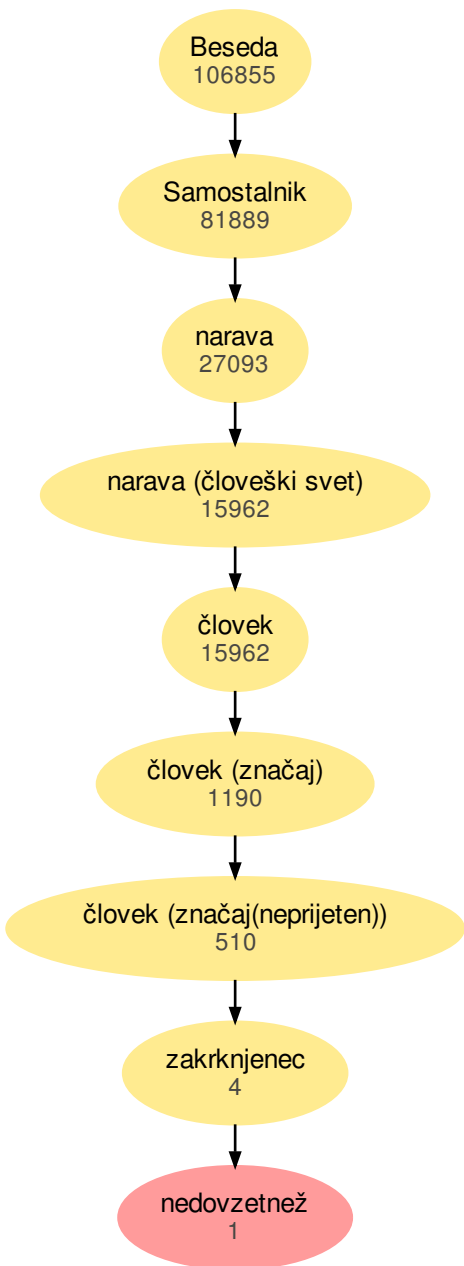 Beseda
106855
Samostalnik
81889
narava
27093
narava (človeški svet)
15962
človek
15962
človek (značaj)
1190
človek (značaj(neprijeten))
510
zakrknjenec
4
nedovzetnež
1